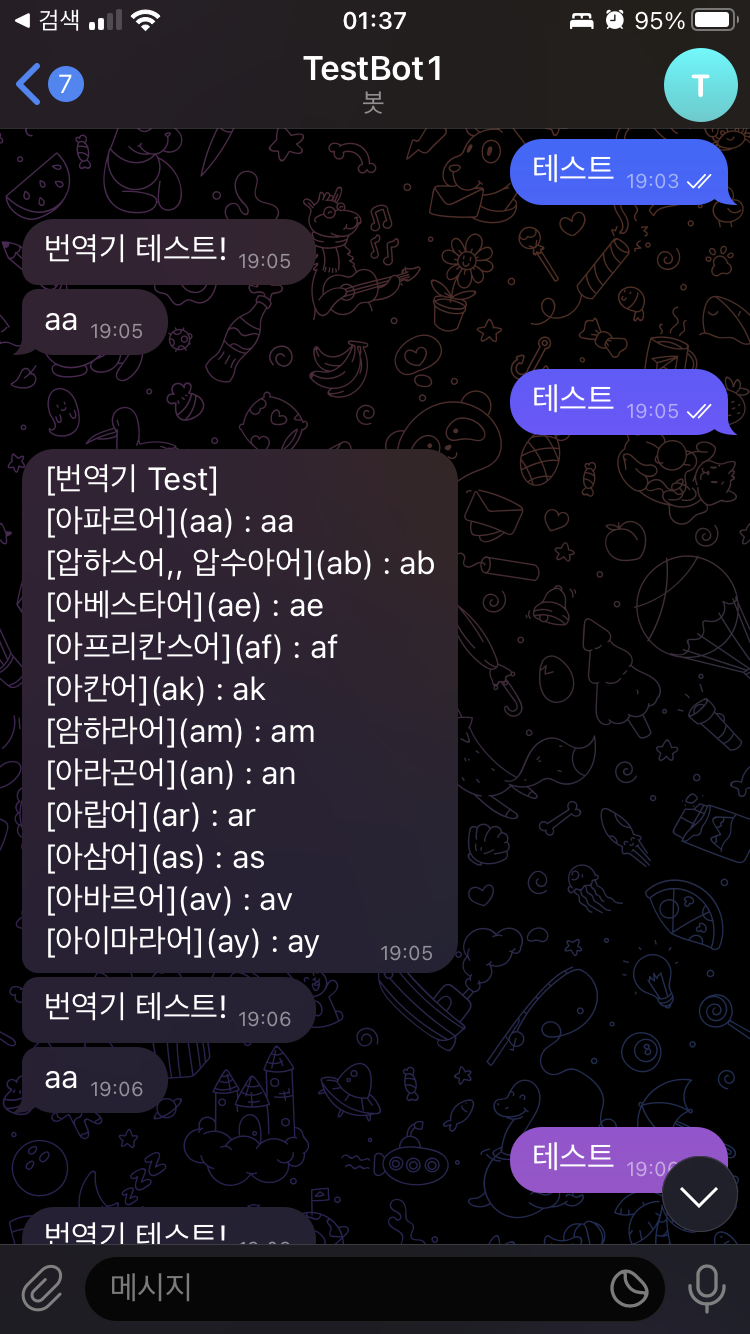 검색
01:37
95%
7
TestBot1
봇
T
테스트 19:03
번역기 테스트! 19:05
aa 19:05
테스트 19:05
[번역기 Test]
[아파르어](aa) : aa
[압하스어,, 압수아어](ab) : ab
[아베스타어](ae) : ae
[아프리칸스어](af) : af
[아칸어](ak) : ak
[암하라어](am) : am
[아라곤어](an) : an
[아랍어](ar) : ar
[아삼어](as) : as
[아바르어](av) : av
[아이마라어](ay) : ay 19:05
번역기 테스트! 19:06
aa 19:06
테스트 19:06
번역기 테스트!
메시지